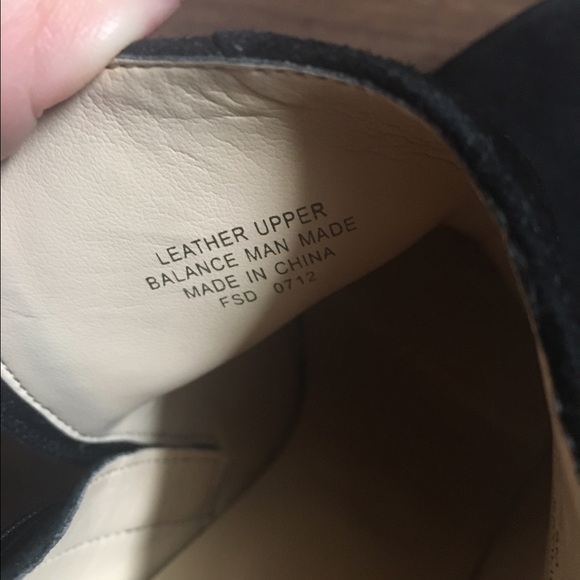 LEATHER UPPER
BALANCE MAN MADE
MADE IN CHINA
FSD 0712